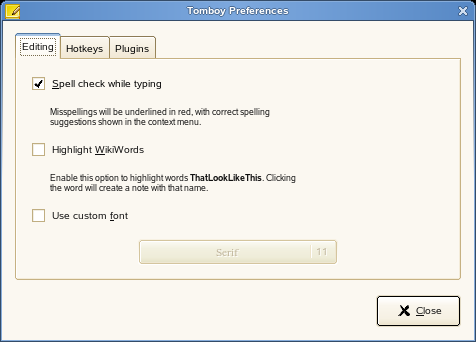 Tomboy Preferences
Editing Hotkeys Plugins
Spell check while typing
Misspellings will be underlined in red, with correct spelling
suggestions shown in the context menu.
Highlight WikiWords
Enable this option to highlight words ThatLookLikeThis. Clicking
the word will create a note with that name.
Use custom font
Serif 11
Close